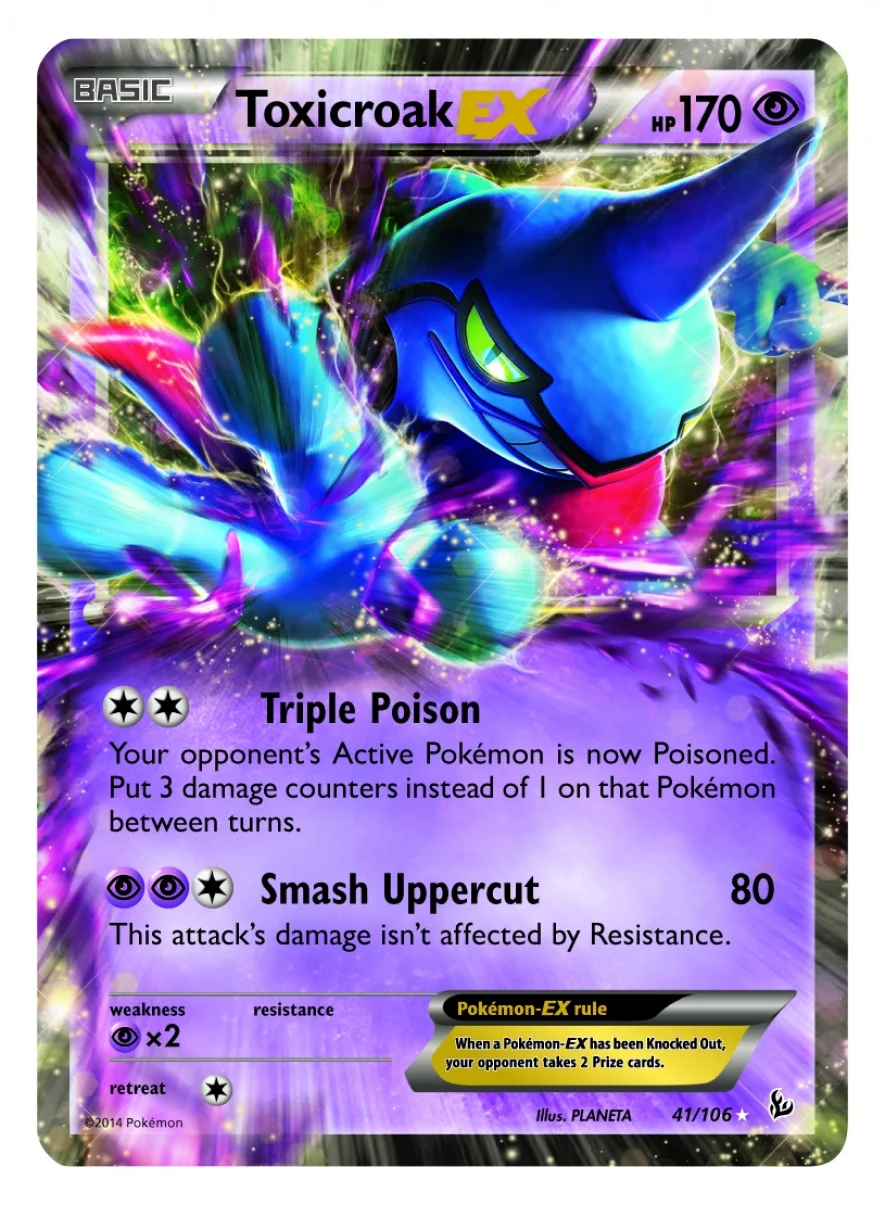 BASIC
Toxicroak EX
HP 170
Triple Poison
Your opponent's Active Pokémon is now Poisoned.
Put 3 damage counters instead of 1 on that Pokémon
between turns.
Smash Uppercut 80
This attack's damage isn't affected by Resistance.
weakness resistance
×2
Pokémon-EX rule
When a Pokémon-EX has been Knocked Out,
your opponent takes 2 Prize cards.
retreat
©2014 Pokémon
Illus. PLANETA 41/106